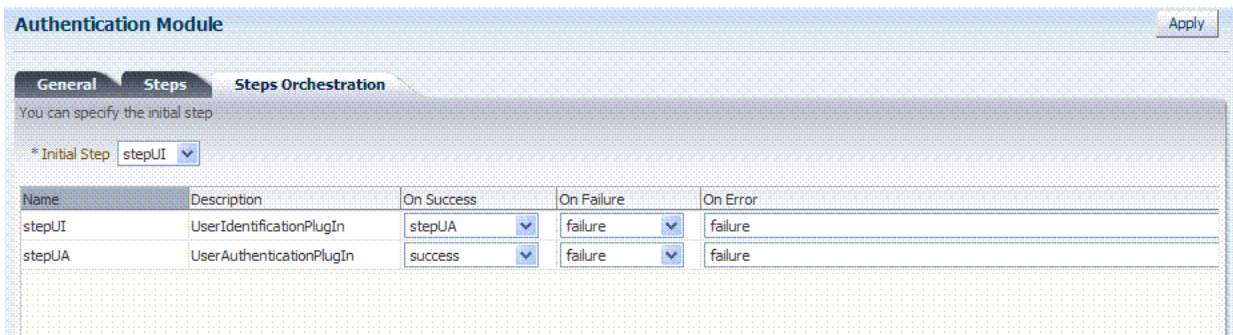 Authentication Module
Apply
General Steps Steps Orchestration
You can specify the initial step
* Initial Step stepUI
Name Description On Success On Failure On Error
stepUI UserIdentificationPlugIn stepUA failure failure
stepUA UserAuthenticationPlugIn success failure failure